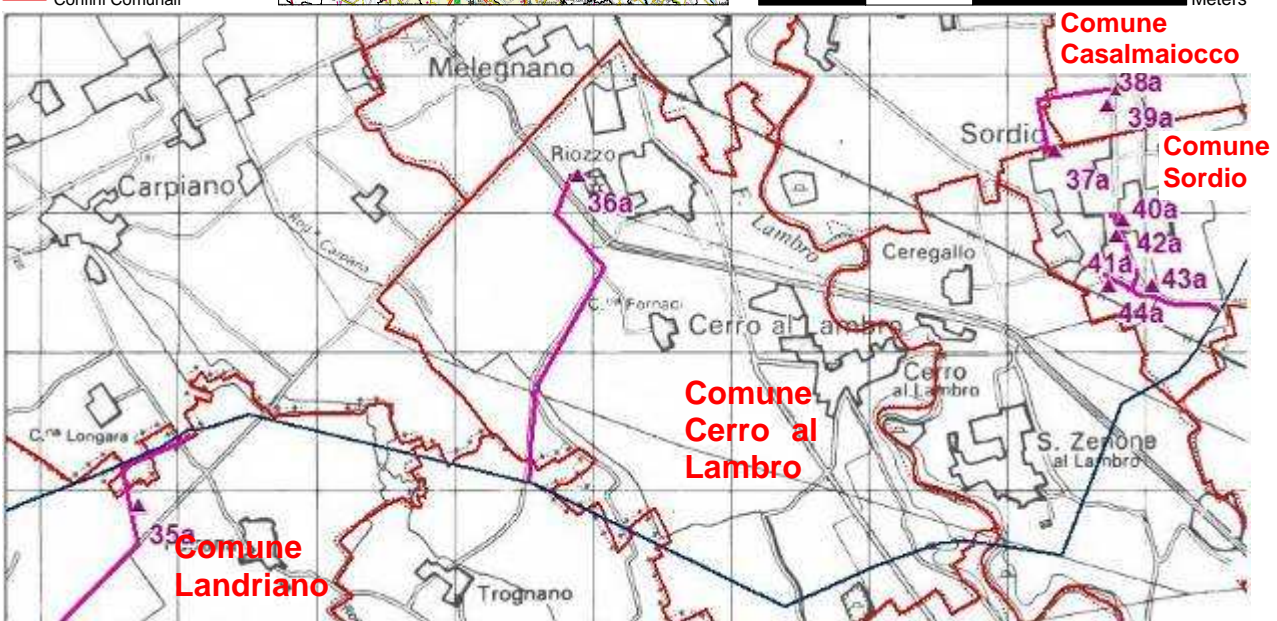 Confini Comunali
Meters
Comune
Casalmaiocco
Melegnano
38a
39a
Sordio
Comune
Sordio
Riozzo
Carpiano
37a
36a
40a
F. Lambro
42a
Ceregallo
41a
43a
C.na Fornaci
44a
Cerro al Lambro
Cerro
al Lambro
Comune
Cerro al
Lambro
C.na Longara
S. Zenone
al Lambro
35a
Comune
Landriano
Trognano